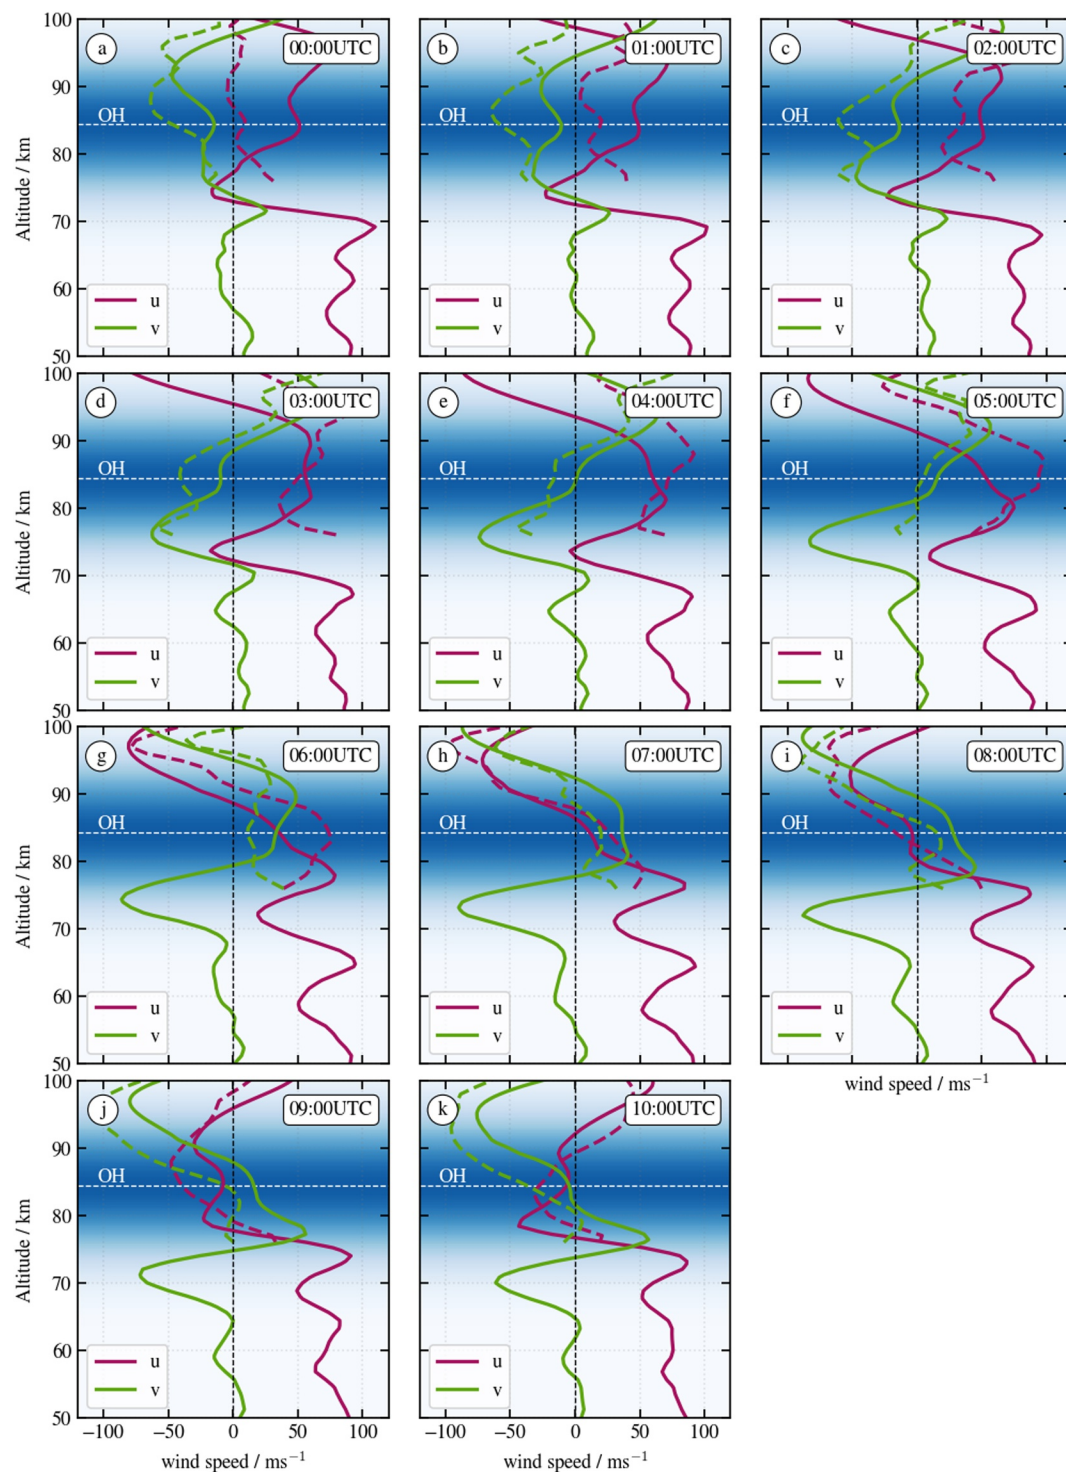 100
a
00:00UTC
b
01:00UTC
c
02:00UTC
90
OH
OH
OH
80
Altitude / km
70
60
u
v
u
v
u
v
50
100
d
03:00UTC
e
04:00UTC
f
05:00UTC
90
OH
OH
OH
80
Altitude / km
70
60
u
v
u
v
u
v
50
100
g
06:00UTC
h
07:00UTC
i
08:00UTC
90
OH
OH
OH
80
Altitude / km
70
60
u
v
u
v
u
v
50
wind speed / ms⁻¹
100
j
09:00UTC
k
10:00UTC
90
OH
OH
80
Altitude / km
70
60
u
v
u
v
50
−100 −50 0 50 100
−100 −50 0 50 100
wind speed / ms⁻¹
wind speed / ms⁻¹